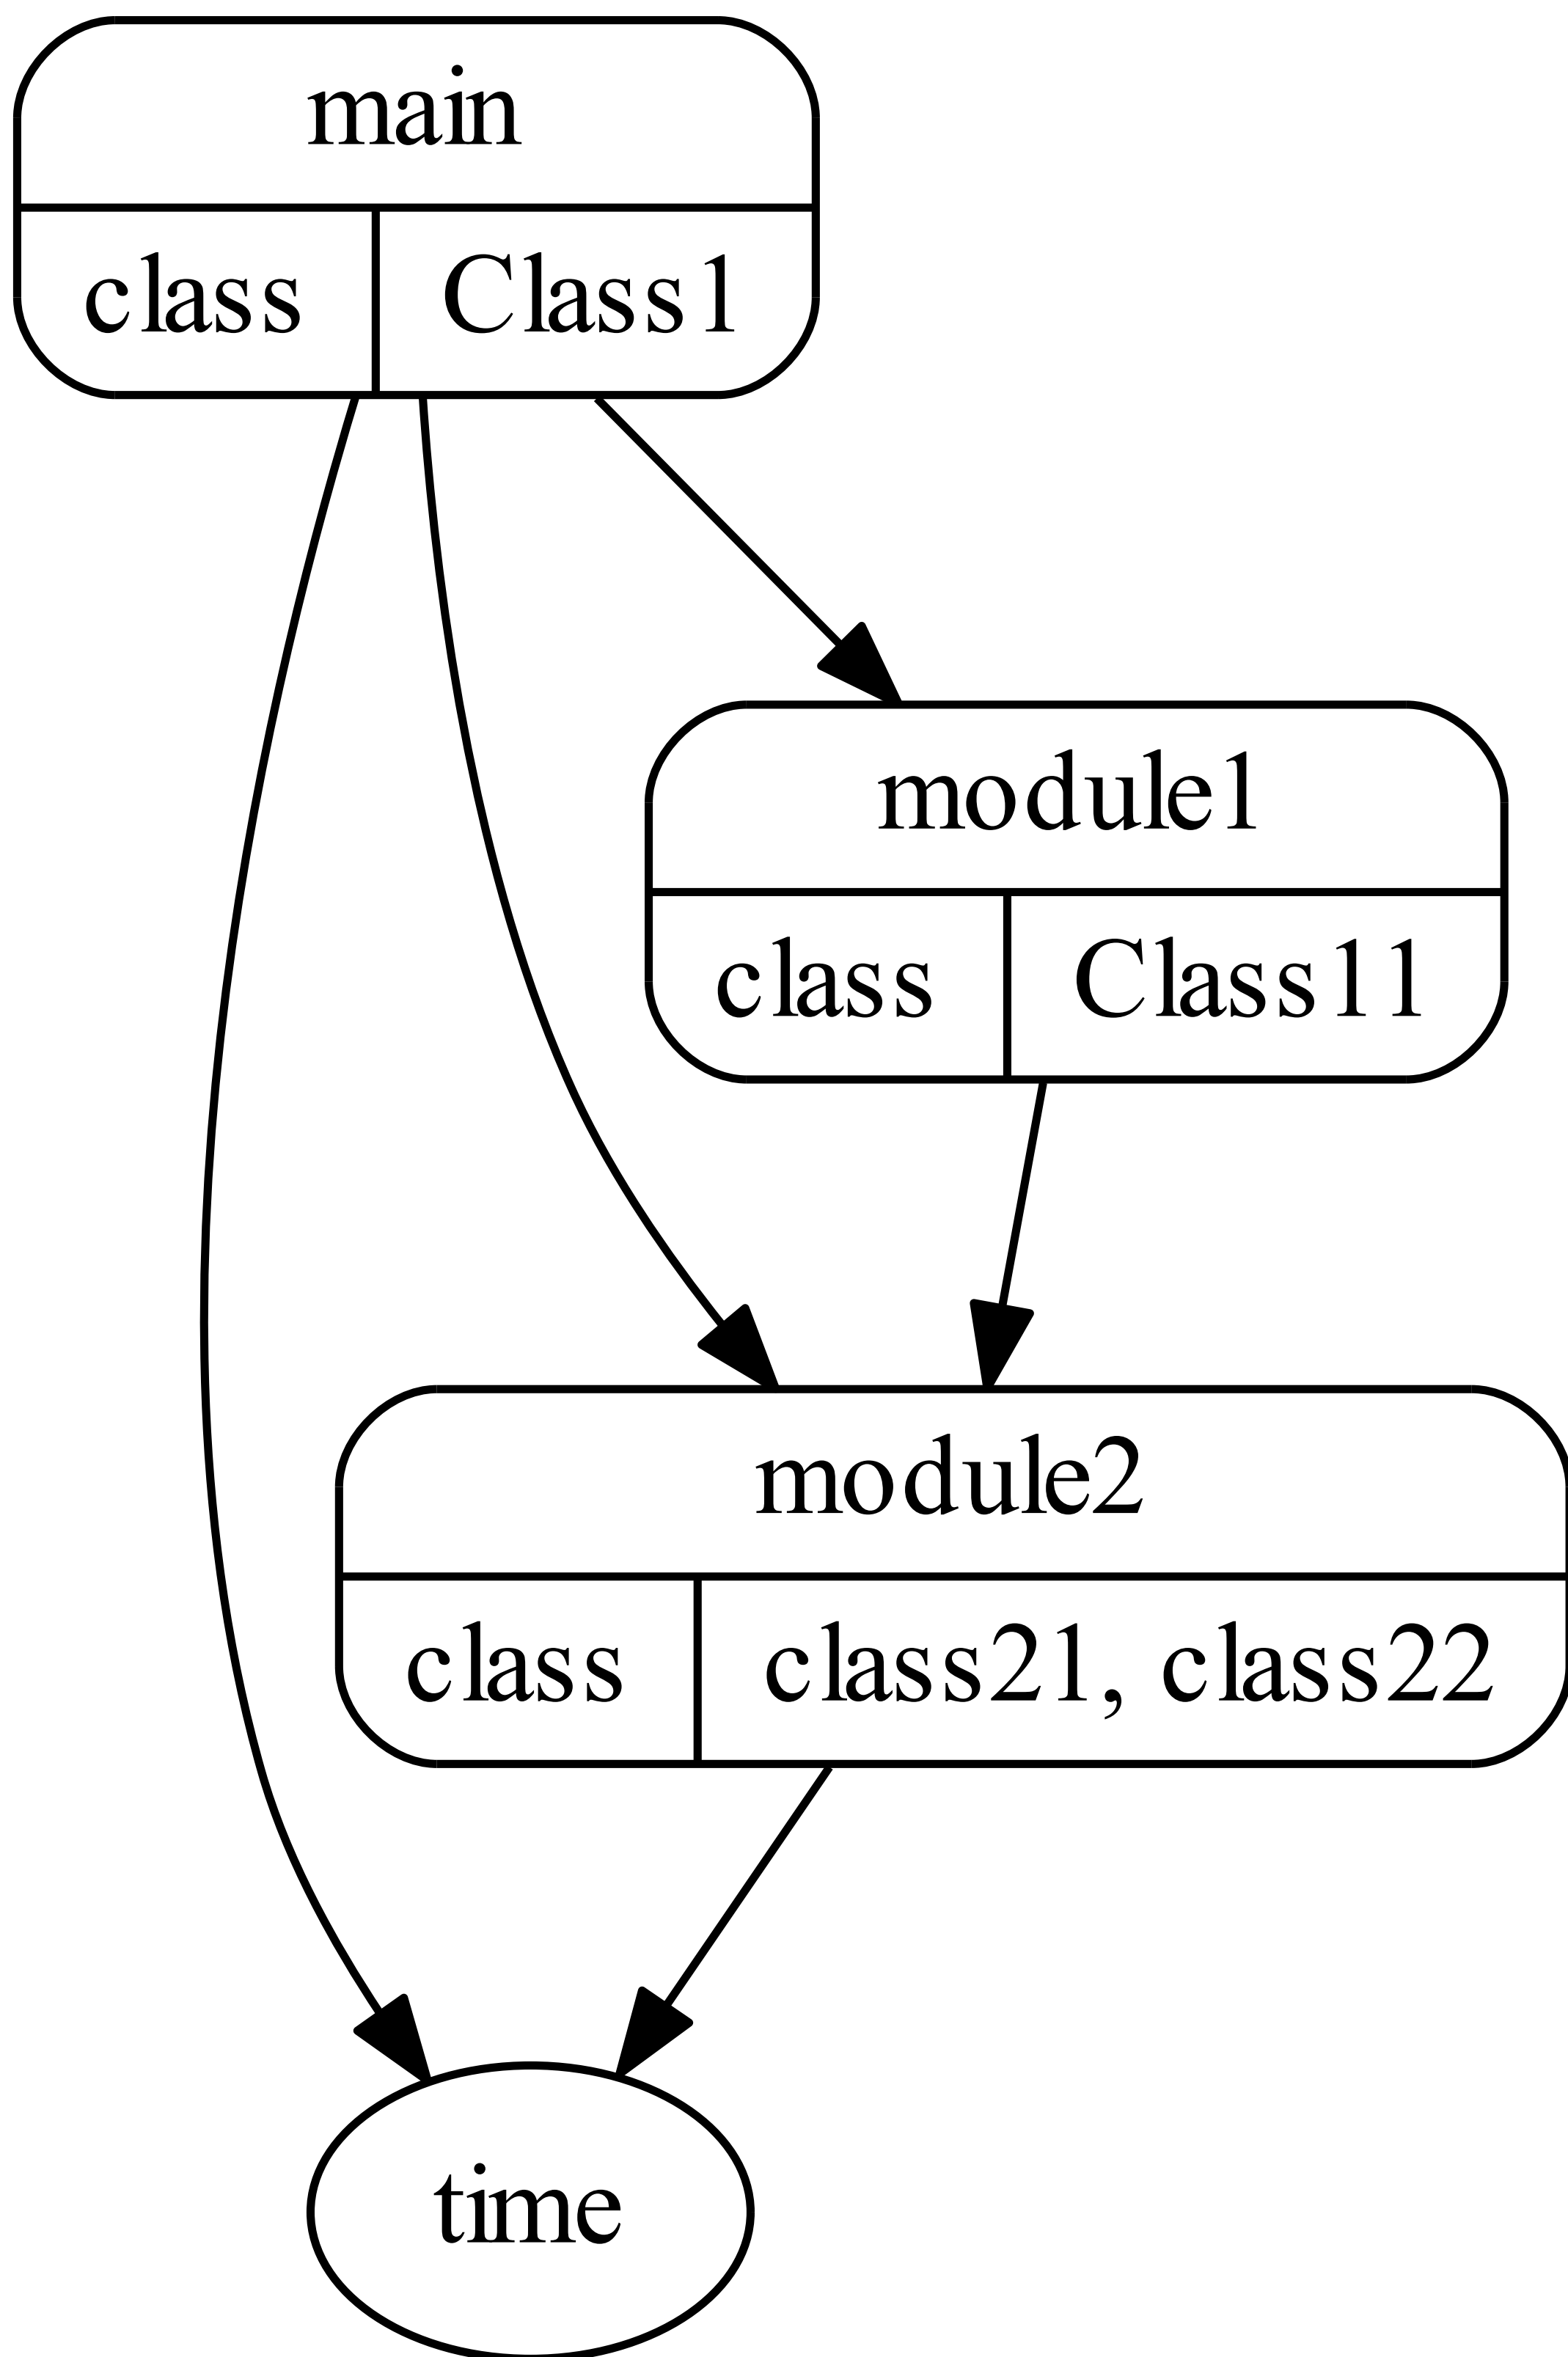 main
class Class1
module1
class Class11
module2
class class21, class22
time